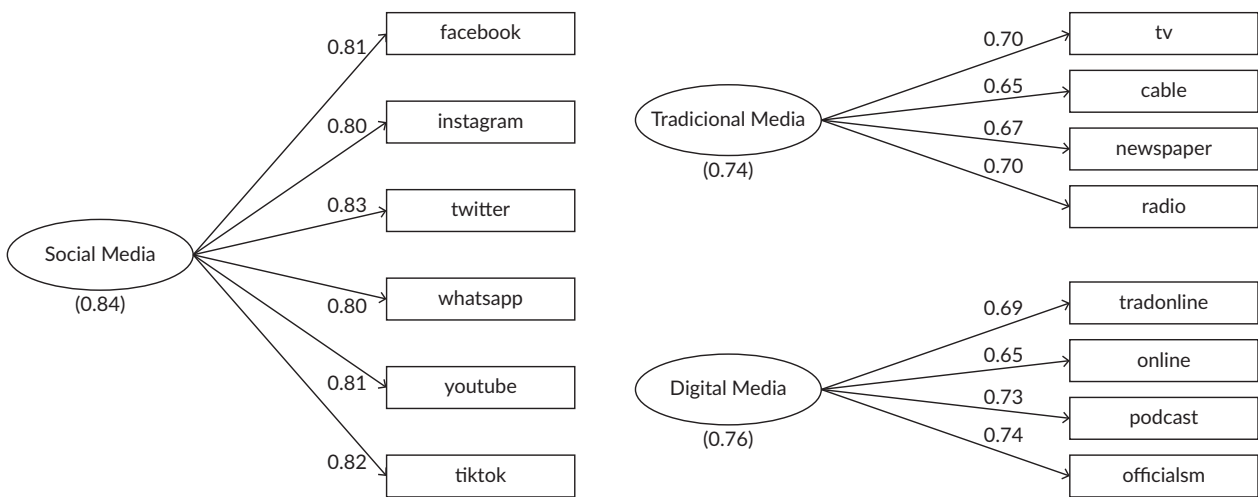 Social Media
(0.84)
0.81
facebook
0.80
instagram
0.83
twitter
0.80
whatsapp
0.81
youtube
0.82
tiktok
Tradicional Media
(0.74)
0.70
tv
0.65
cable
0.67
newspaper
0.70
radio
Digital Media
(0.76)
0.69
tradonline
0.65
online
0.73
podcast
0.74
officialsm